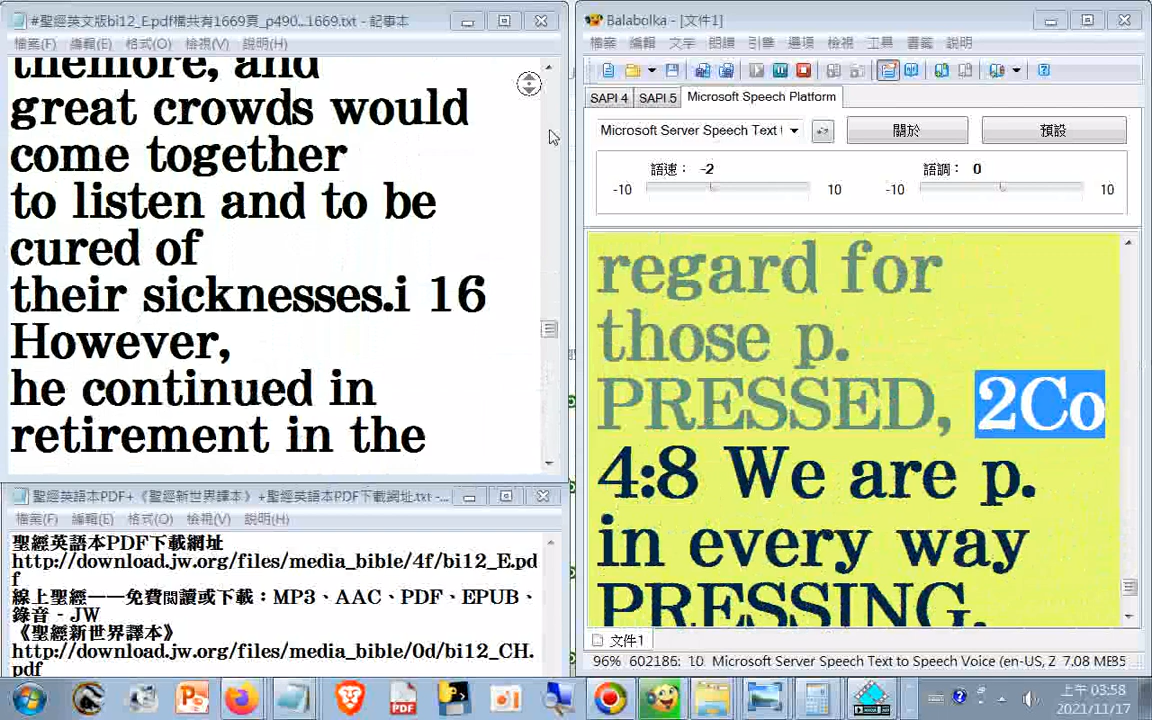 #聖經英文版bi12_E.pdf檔共有1669頁_p490..._1669.txt - 記事本
檔案(F) 編輯(E) 格式(O) 檢視(V) 說明(H)
themore, and
great crowds would
come together
to listen and to be
cured of
their sicknesses.i 16
However,
he continued in
retirement in the
聖經英語本PDF+《聖經新世界譯本》+聖經英語本PDF下載網址.txt - ...
檔案(F) 編輯(E) 格式(O) 檢視(V) 說明(H)
聖經英語本PDF下載網址
http://download.jw.org/files/media_bible/4f/bi12_E.pd
f
線上聖經——免費閱讀或下載：MP3、AAC、PDF、EPUB、
錄音 - JW
《聖經新世界譯本》
http://download.jw.org/files/media_bible/0d/bi12_CH.
pdf
Balabolka - [文件1]
檔案 編輯 文字 朗讀 引擎 選項 檢視 工具 書籤 說明
SAPI 4 SAPI 5 Microsoft Speech Platform
Microsoft Server Speech Text 關於 預設
語速： -2 語調： 0
-10 10 -10 10
regard for
those p.
PRESSED, 2Co
4:8 We are p.
in every way
PRESSING,
文件1
96% 602186: 10 Microsoft Server Speech Text to Speech Voice (en-US, Z 7.08 MB
上午 03:58
2021/11/17